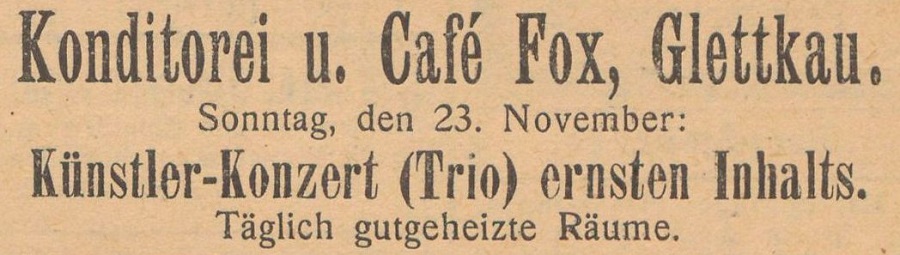 Konditorei u. Café Fox, Glettkau.
Sonntag, den 23. November:
Künstler-Konzert (Trio) ernsten Inhalts.
Täglich gutgeheizte Räume.